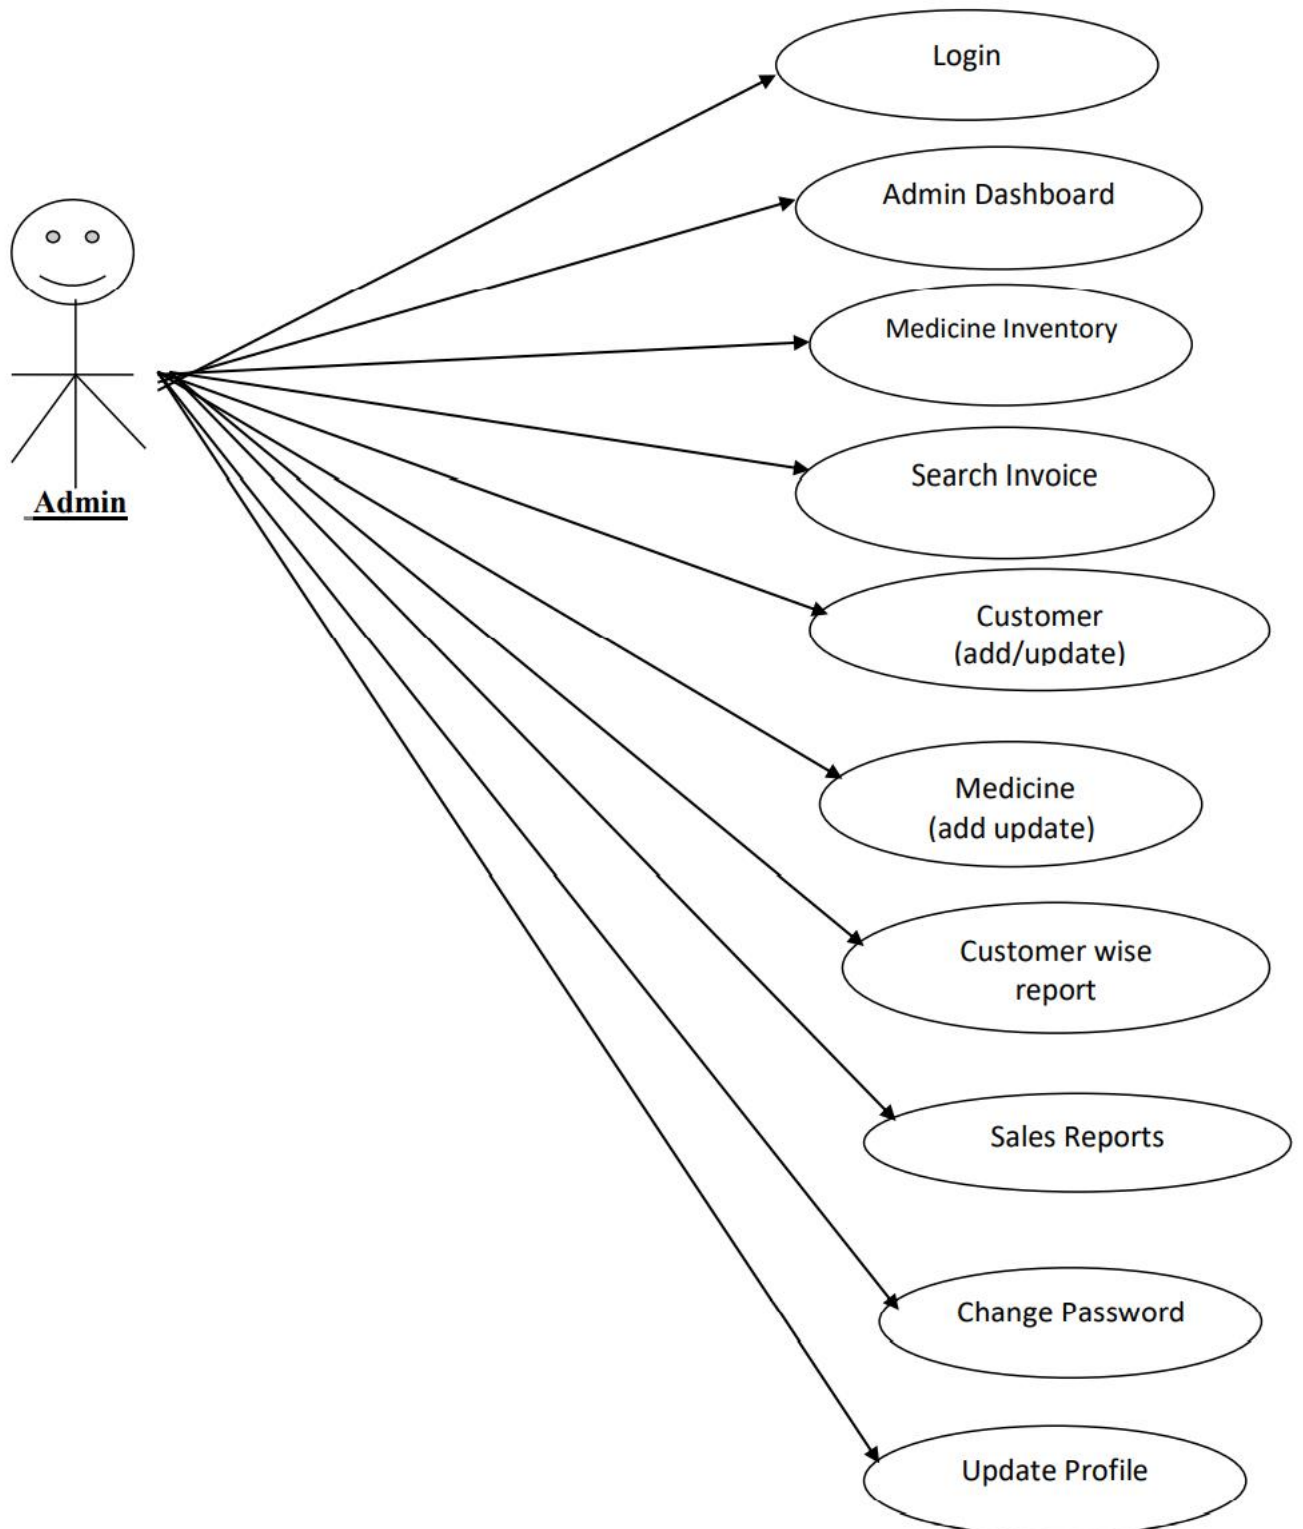 Login
Admin Dashboard
Medicine Inventory
Search Invoice
Admin
Customer
(add/update)
Medicine
(add update)
Customer wise
report
Sales Reports
Change Password
Update Profile